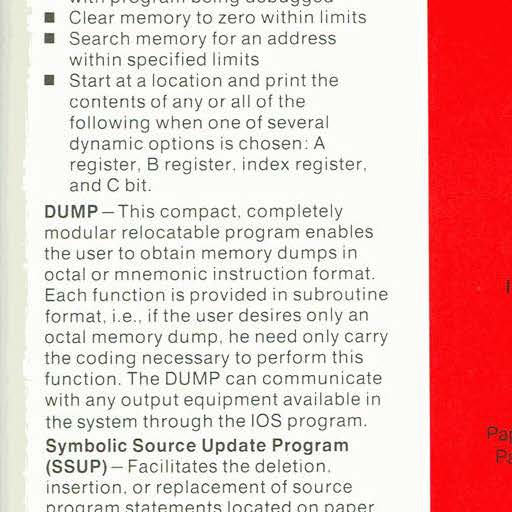 with program being debugged
■ Clear memory to zero within limits
■ Search memory for an address
within specified limits
■ Start at a location and print the
contents of any or all of the
following when one of several
dynamic options is chosen: A
register, B register, index register,
and C bit.
DUMP – This compact, completely
modular relocatable program enables
the user to obtain memory dumps in
octal or mnemonic instruction format.
Each function is provided in subroutine
format, i.e., if the user desires only an
octal memory dump, he need only carry
the coding necessary to perform this
function. The DUMP can communicate
with any output equipment available in
the system through the IOS program.
Symbolic Source Update Program
(SSUP) – Facilitates the deletion,
insertion, or replacement of source
program statements located on paper
Pap
Pa